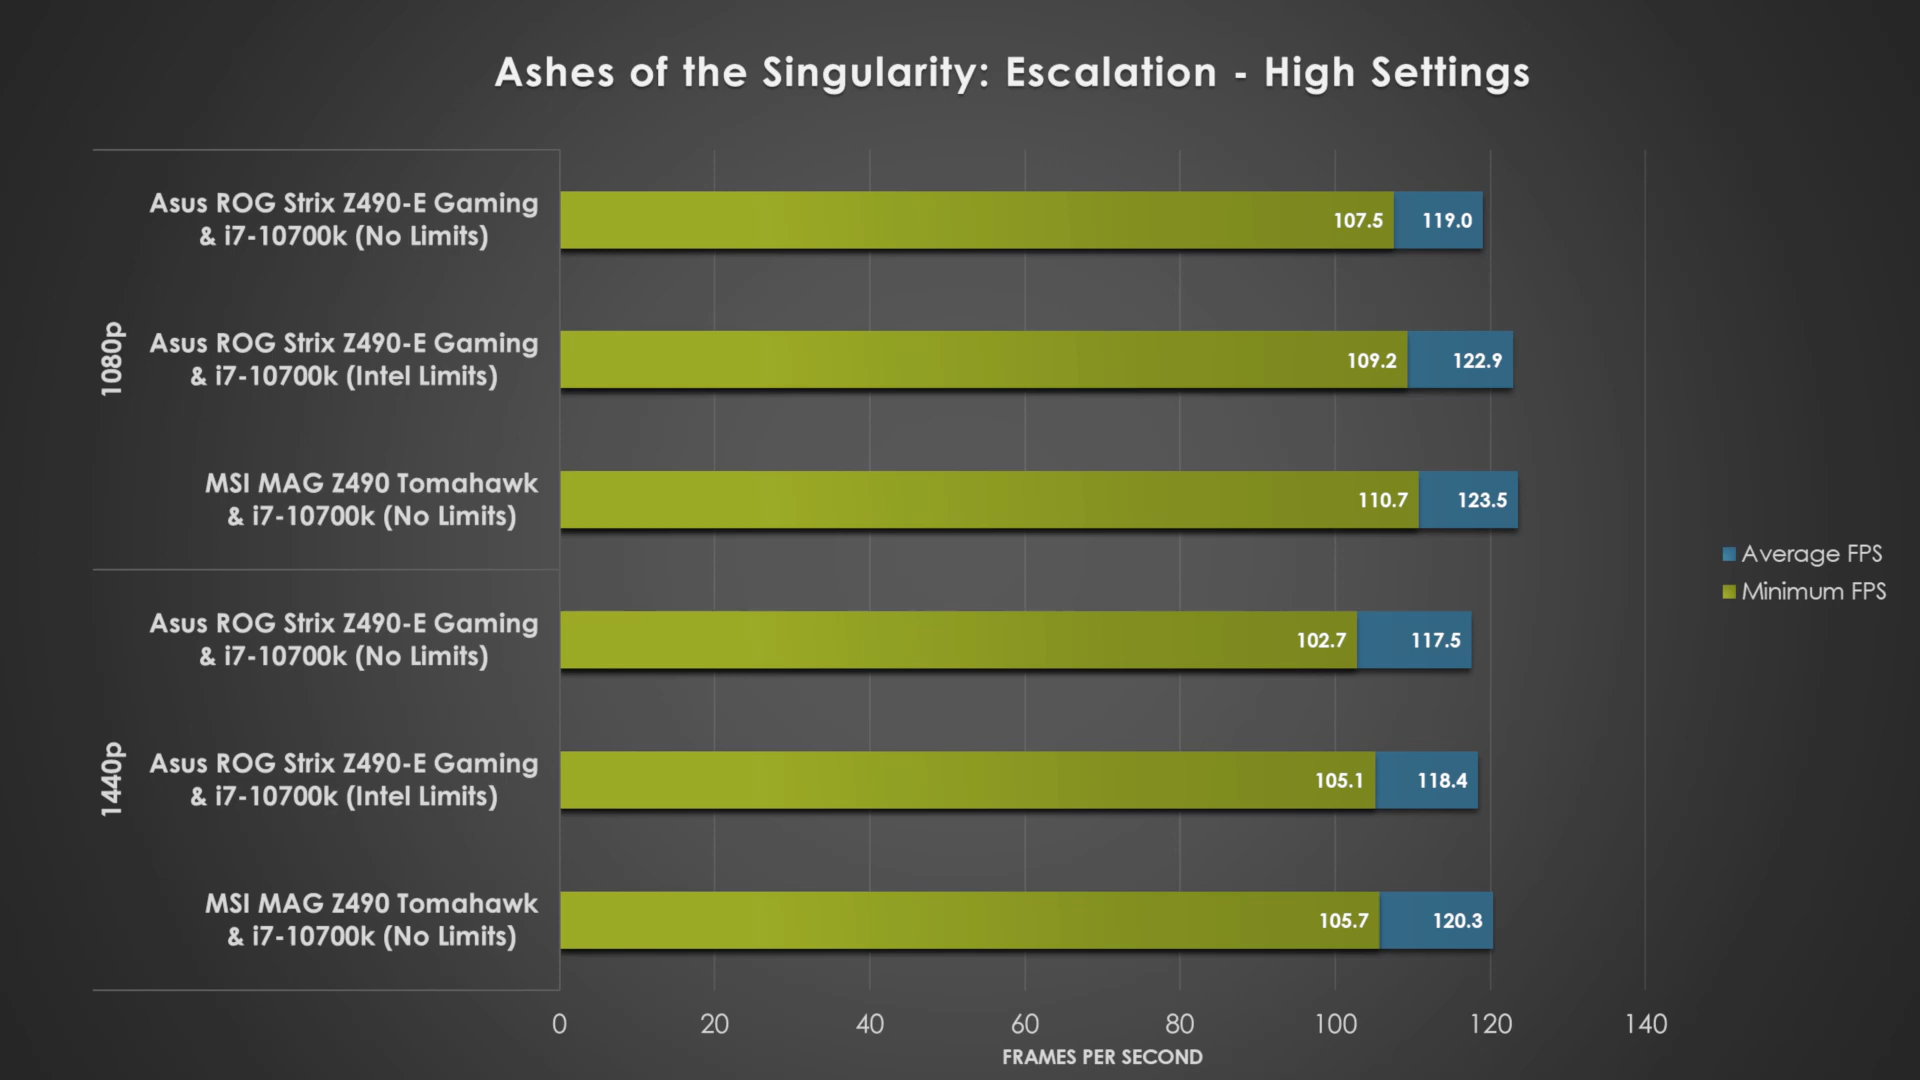 Ashes of the Singularity: Escalation - High Settings
1080p
Asus ROG Strix Z490-E Gaming
& i7-10700k (No Limits)
107.5
119.0
Asus ROG Strix Z490-E Gaming
& i7-10700k (Intel Limits)
109.2
122.9
MSI MAG Z490 Tomahawk
& i7-10700k (No Limits)
110.7
123.5
1440p
Asus ROG Strix Z490-E Gaming
& i7-10700k (No Limits)
102.7
117.5
Asus ROG Strix Z490-E Gaming
& i7-10700k (Intel Limits)
105.1
118.4
MSI MAG Z490 Tomahawk
& i7-10700k (No Limits)
105.7
120.3
0 20 40 60 80 100 120 140
FRAMES PER SECOND
Average FPS
Minimum FPS